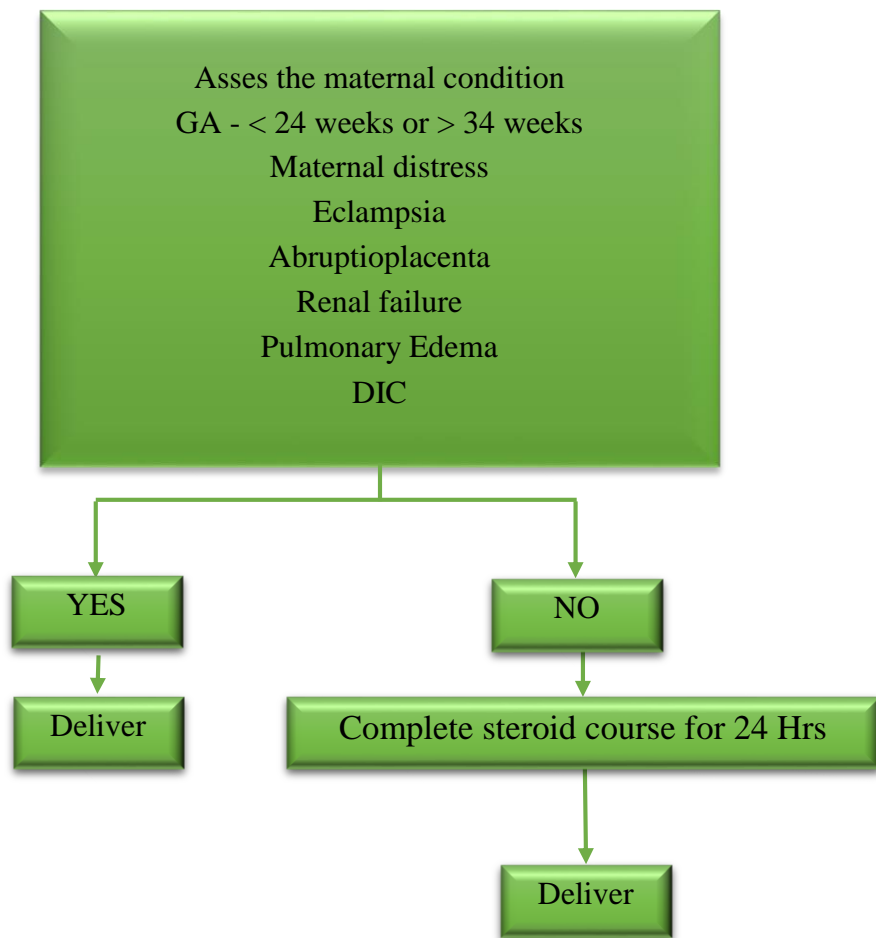 Asses the maternal condition
GA - < 24 weeks or > 34 weeks
Maternal distress
Eclampsia
Abruptioplacenta
Renal failure
Pulmonary Edema
DIC
YES
NO
Deliver
Complete steroid course for 24 Hrs
Deliver